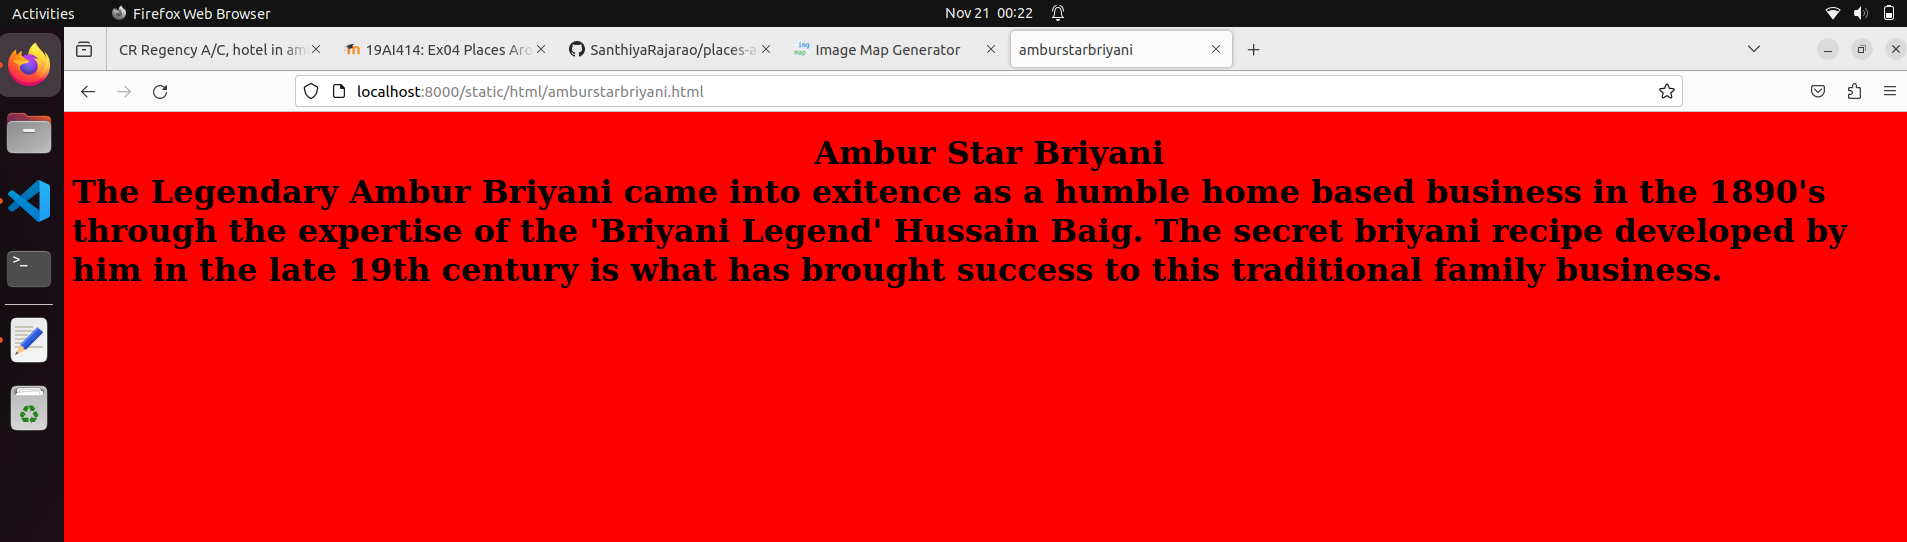 Activities Firefox Web Browser Nov 21 00:22
CR Regency A/C, hotel in am 19AI414: Ex04 Places Aro SanthiyaRajarao/places-a Image Map Generator amburstarbriyani
localhost:8000/static/html/amburstarbriyani.html
Ambur Star Briyani
The Legendary Ambur Briyani came into exitence as a humble home based business in the 1890's
through the expertise of the 'Briyani Legend' Hussain Baig. The secret briyani recipe developed by
him in the late 19th century is what has brought success to this traditional family business.